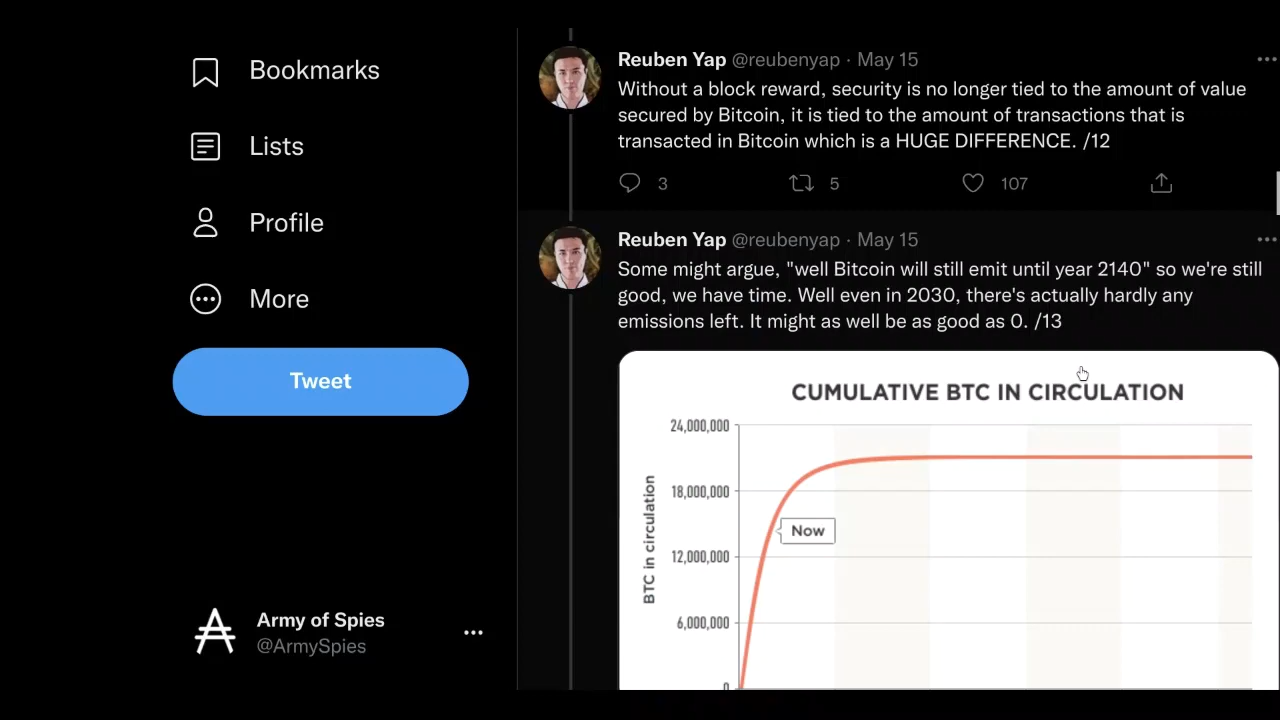 Bookmarks
Lists
Profile
More
Tweet
Army of Spies
@ArmySpies
Reuben Yap @reubenyap · May 15
Without a block reward, security is no longer tied to the amount of value
secured by Bitcoin, it is tied to the amount of transactions that is
transacted in Bitcoin which is a HUGE DIFFERENCE. /12
3 5 107
Reuben Yap @reubenyap · May 15
Some might argue, "well Bitcoin will still emit until year 2140" so we're still
good, we have time. Well even in 2030, there's actually hardly any
emissions left. It might as well be as good as 0. /13
CUMULATIVE BTC IN CIRCULATION
24,000,000
18,000,000
12,000,000
6,000,000
0
BTC in circulation
Now